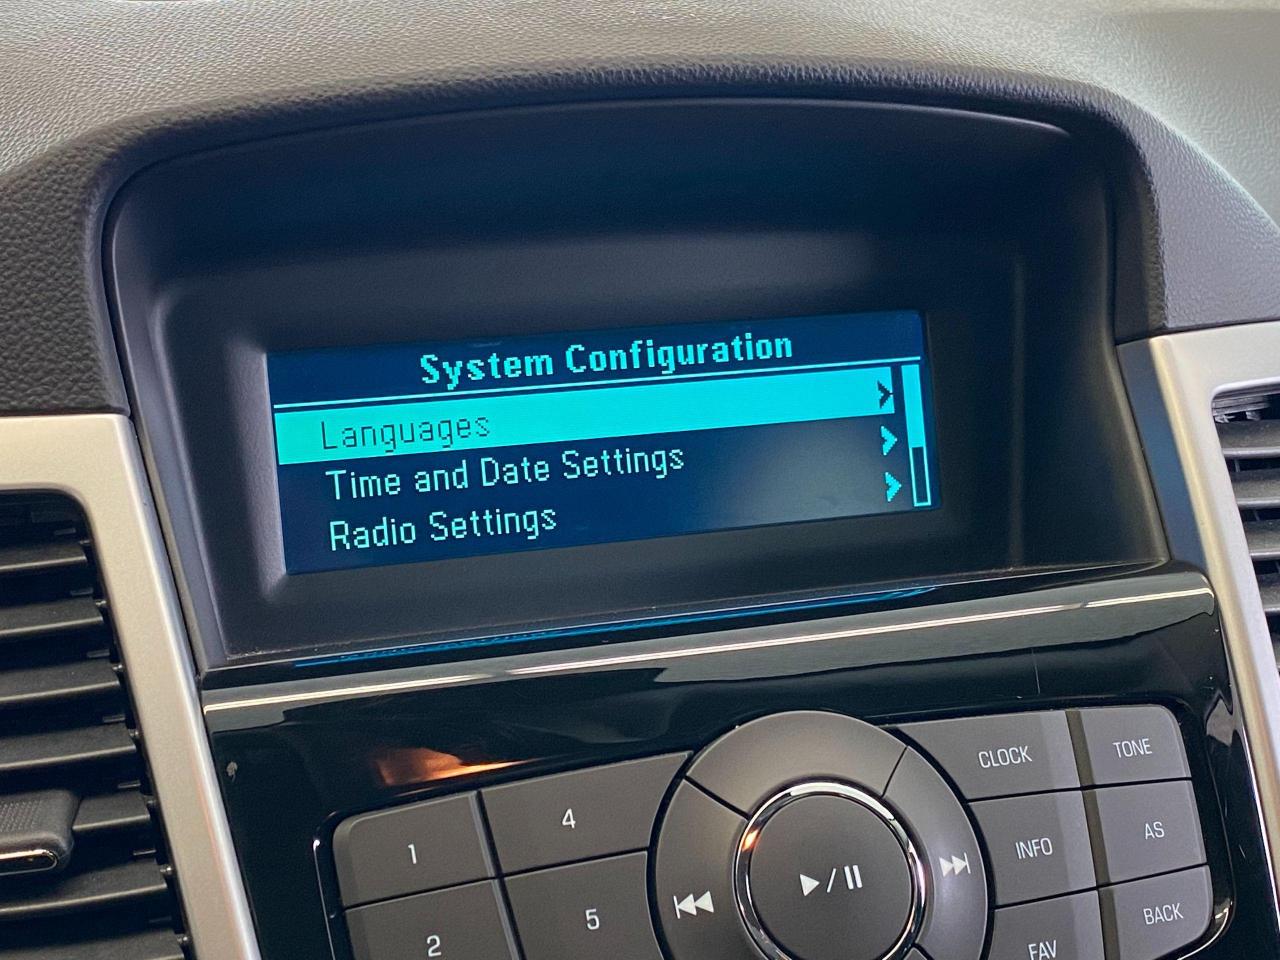 System Configuration
Languages
Time and Date Settings
Radio Settings
CLOCK
TONE
1
4
INFO
AS
2
5
FAV
BACK